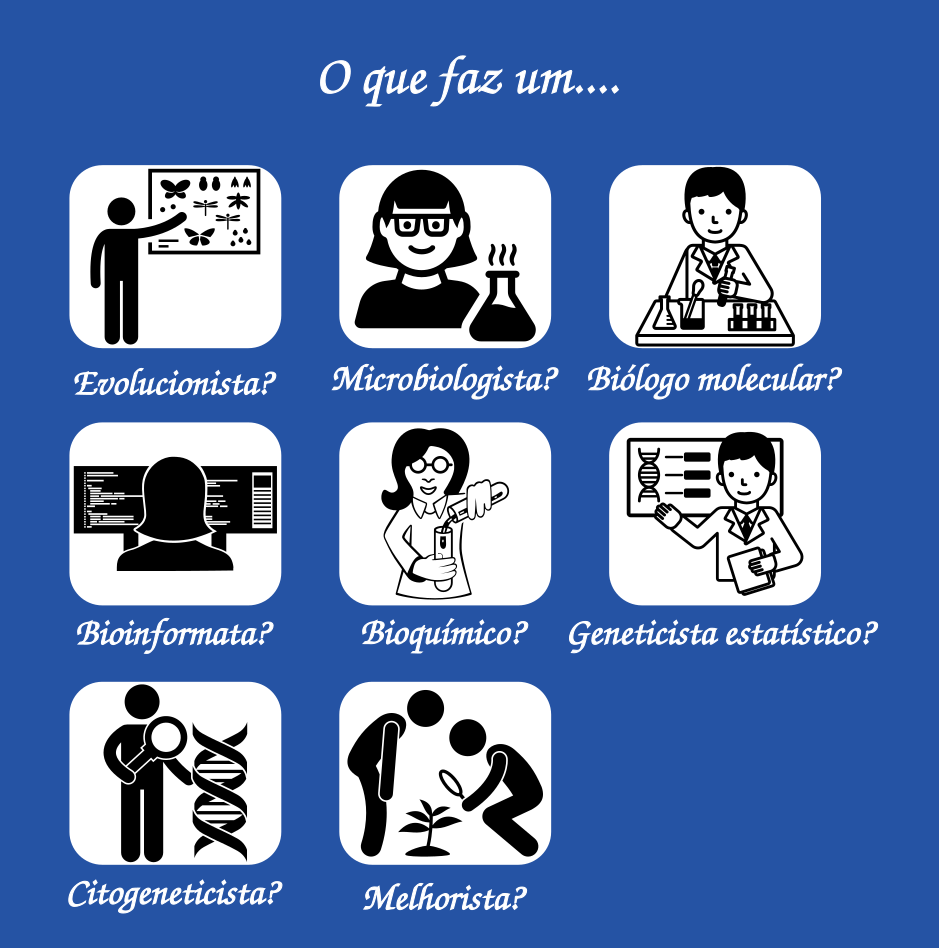 O que faz um....
Evolucionista?
Microbiologista?
Biólogo molecular?
Bioinformata?
Bioquímico?
Geneticista estatístico?
Citogeneticista?
Melhorista?